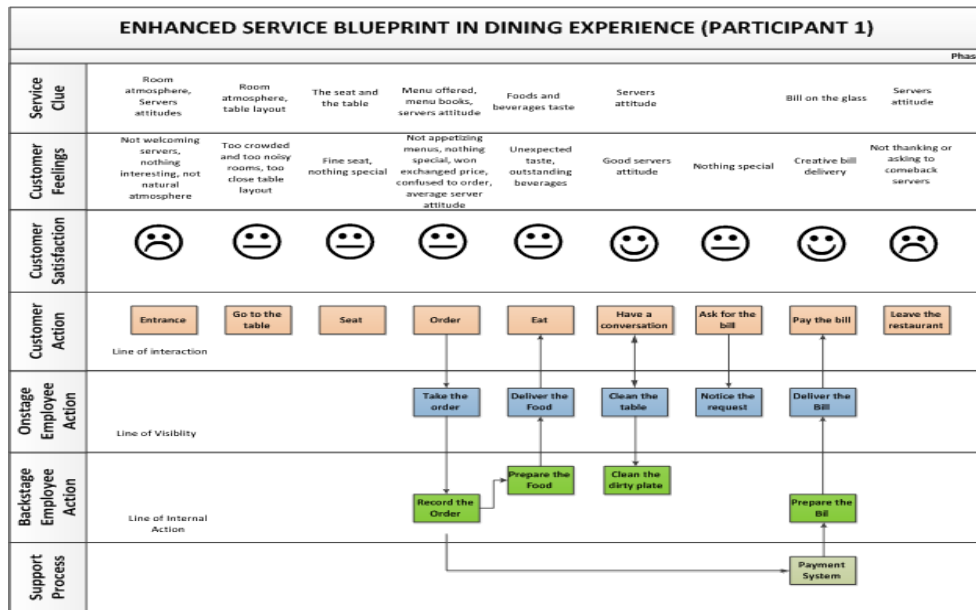 ENHANCED SERVICE BLUEPRINT IN DINING EXPERIENCE (PARTICIPANT 1)
Phas
Service
Clue
Room
atmosphere,
Servers
attitudes
Room
atmosphere,
table layout
The seat and
the table
Menu offered,
menu books,
servers attitude
Foods and
beverages taste
Servers
attitude
Bill on the glass
Servers
attitude
Customer
Feelings
Not welcoming
servers,
nothing
interesting, not
natural
atmosphere
Too crowded
and too noisy
rooms, too
close table
layout
Fine seat,
nothing special
Not appetizing
menus, nothing
special, won
exchanged price,
confused to order,
average server
attitude
Unexpected
taste,
outstanding
beverages
Good servers
attitude
Nothing special
Creative bill
delivery
Not thanking or
asking to
comeback
servers
Customer
Satisfaction
Customer
Action
Entrance
Go to the
table
Seat
Order
Eat
Have a
conversation
Ask for the
bill
Pay the bill
Leave the
restaurant
Line of interaction
Onstage
Employee
Action
Take the
order
Deliver the
Food
Clean the
table
Notice the
request
Deliver the
Bill
Line of Visiblity
Backstage
Employee
Action
Record the
Order
Prepare the
Food
Clean the
dirty plate
Prepare the
Bil
Line of Internal
Action
Support
Process
Payment
System